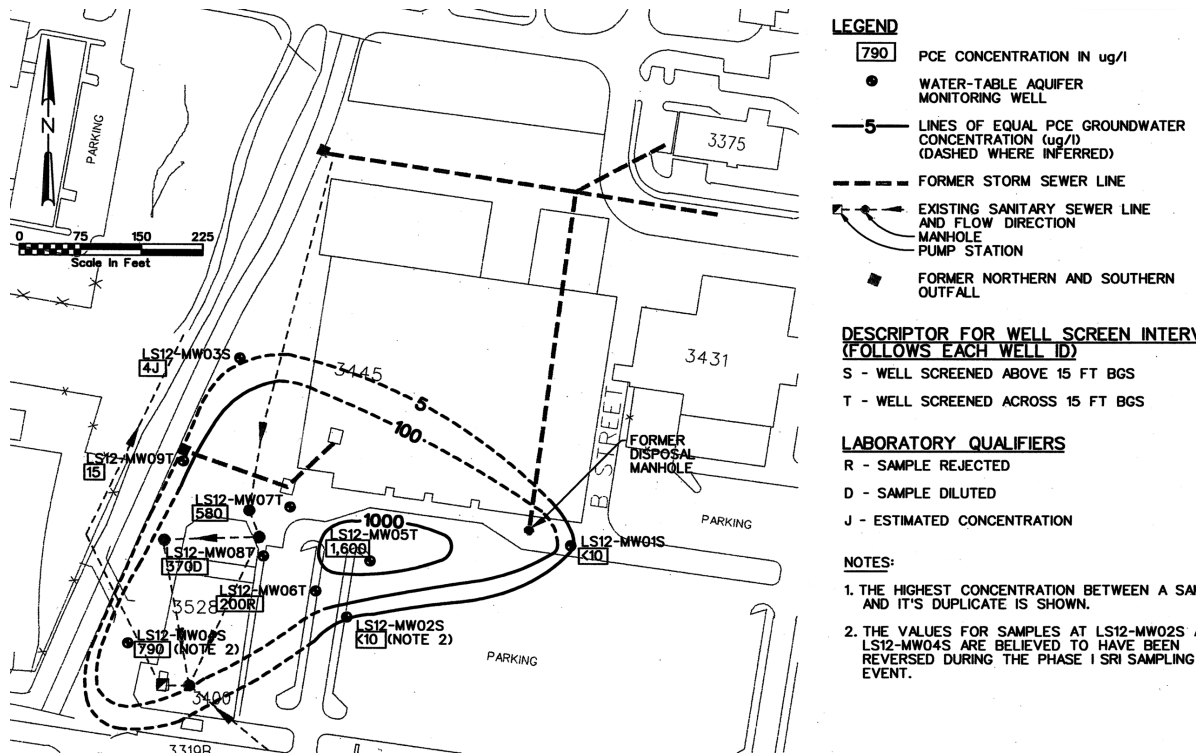 N
PARKING
0 75 150 225
Scale In Feet
3375
3431
3445
B STREET
5
100
1000
FORMER
DISPOSAL
MANHOLE
PARKING
LS12-MW03S
4J
LS12-MW09T
15
LS12-MW07T
580
LS12-MW05T
1,600
LS12-MW01S
<10
LS12-MW08T
370D
LS12-MW06T
200R
3528
LS12-MW04S
790 (NOTE 2)
LS12-MW02S
<10 (NOTE 2)
PARKING
3400
3319R
LEGEND
790 PCE CONCENTRATION IN ug/l
WATER-TABLE AQUIFER
MONITORING WELL
5 LINES OF EQUAL PCE GROUNDWATER
CONCENTRATION (ug/l)
(DASHED WHERE INFERRED)
FORMER STORM SEWER LINE
EXISTING SANITARY SEWER LINE
AND FLOW DIRECTION
MANHOLE
PUMP STATION
FORMER NORTHERN AND SOUTHERN
OUTFALL
DESCRIPTOR FOR WELL SCREEN INTERV
(FOLLOWS EACH WELL ID)
S - WELL SCREENED ABOVE 15 FT BGS
T - WELL SCREENED ACROSS 15 FT BGS
LABORATORY QUALIFIERS
R - SAMPLE REJECTED
D - SAMPLE DILUTED
J - ESTIMATED CONCENTRATION
NOTES:
1. THE HIGHEST CONCENTRATION BETWEEN A SA
AND IT'S DUPLICATE IS SHOWN.
2. THE VALUES FOR SAMPLES AT LS12-MW02S
LS12-MW04S ARE BELIEVED TO HAVE BEEN
REVERSED DURING THE PHASE I SRI SAMPLING
EVENT.